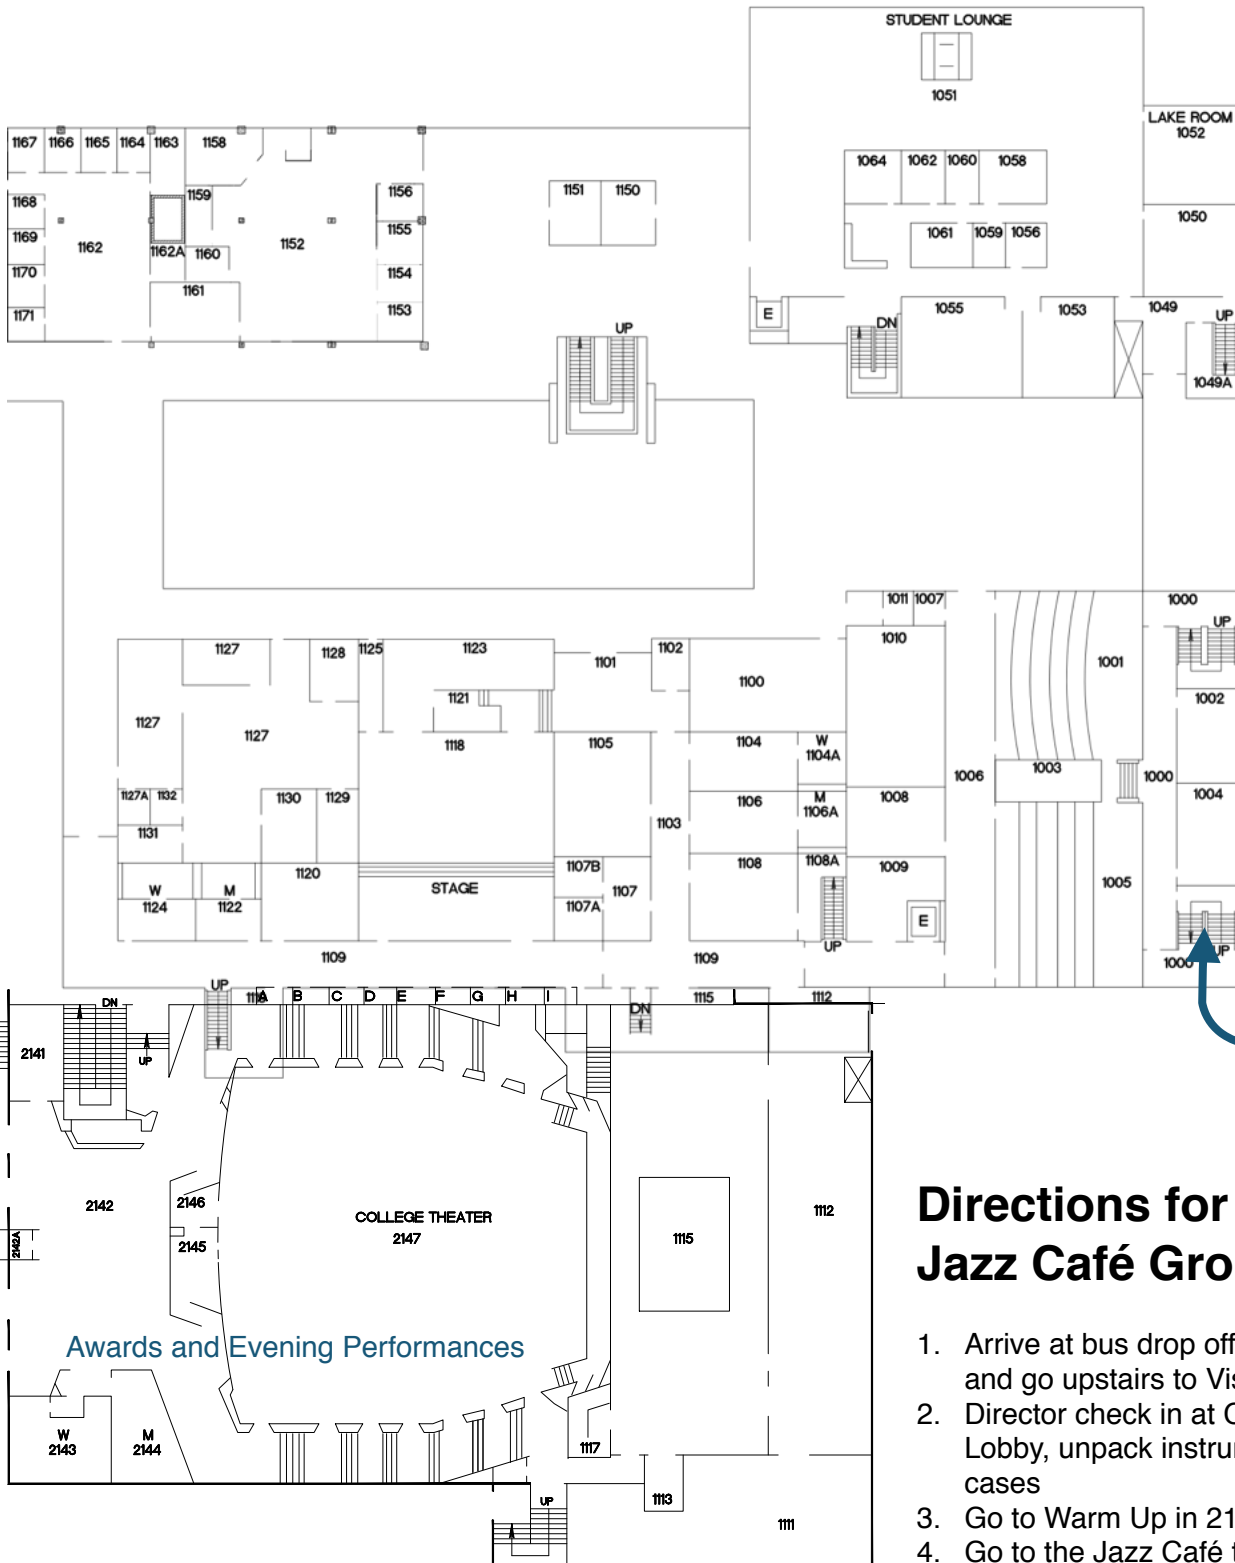 STUDENT LOUNGE
1051
LAKE ROOM
1052
1167 1166 1165 1164 1163 1158
1064 1062 1060 1058
1159
1156
1151 1150
1168
1050
1155
1061 1059 1056
1169
1162
1162A 1160
1152
1170
1154
1161
1171
1153
E
1055
1053
1049
UP
DN
UP
1049A
1011 1007
1000
UP
1010
1127
1128
1125
1123
1101
1102
1001
1100
1121
1002
1127
1127
1118
1105
1104
W
1104A
1006
1003
1000
1127A 1132
1130
1129
1106
M
1106A
1008
1004
1131
1103
1120
STAGE
1107B
1107
1108
1108A
1009
1005
W
1124
M
1122
1107A
E
UP
UP
1109
1109
1000
UP
1116
A B C D E F G H I
1115
1112
DN
DN
2141
UP
2142
2146
COLLEGE THEATER
2147
1112
2142A
2145
1115
Awards and Evening Performances
W
2143
M
2144
1117
UP
1113
1111
Directions for
Jazz Café Gro
1. Arrive at bus drop off
and go upstairs to Vis
2. Director check in at C
Lobby, unpack instru
cases
3. Go to Warm Up in 21
4. Go to the Jazz Café t